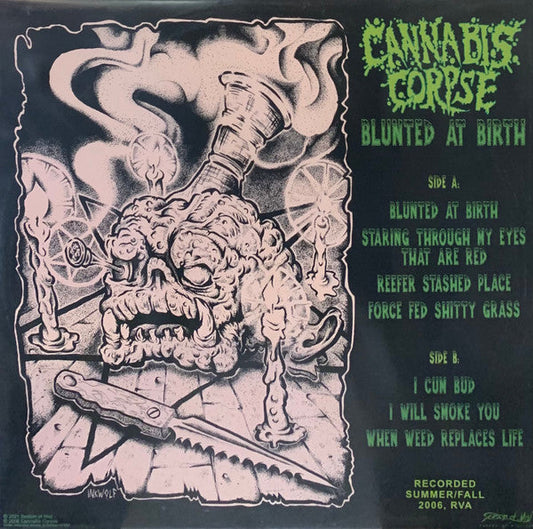 CANNABIS
CORPSE
BLUNTED AT BIRTH
SIDE A:
BLUNTED AT BIRTH
STARING THROUGH MY EYES
THAT ARE RED
REEFER STASHED PLACE
FORCE FED SHITTY GRASS
SIDE B:
I CUM BUD
I WILL SMOKE YOU
WHEN WEED REPLACES LIFE
RECORDED
SUMMER/FALL
2006, RVA
INKWOLF